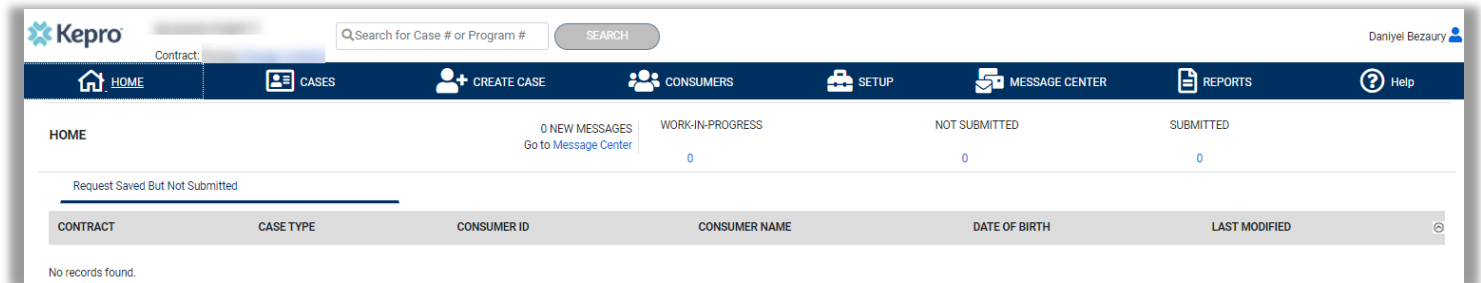 Kepro
Contract:
Search for Case # or Program #
SEARCH
Daniyel Bezaury
HOME
CASES
CREATE CASE
CONSUMERS
SETUP
MESSAGE CENTER
REPORTS
Help
HOME
0 NEW MESSAGES
Go to Message Center
WORK-IN-PROGRESS
0
NOT SUBMITTED
0
SUBMITTED
0
Request Saved But Not Submitted
CONTRACT CASE TYPE CONSUMER ID CONSUMER NAME DATE OF BIRTH LAST MODIFIED
No records found.